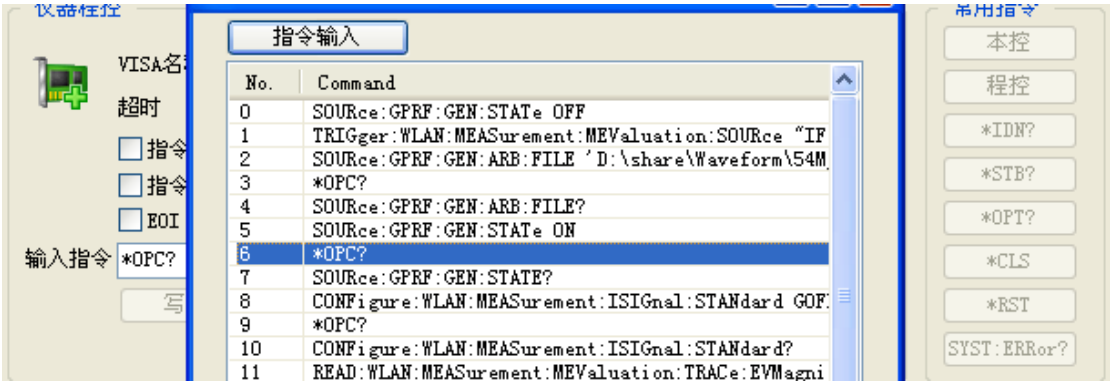 仪器程控
VISA名
超时
指令
指令
EOI
输入指令 *OPC?
写
指令输入
No. Command
0 SOURce:GPRF:GEN:STATe OFF
1 TRIGger:WLAN:MEASurement:MEValuation:SOURce "IF
2 SOURce:GPRF:GEN:ARB:FILE 'D:\share\Waveform\54M_
3 *OPC?
4 SOURce:GPRF:GEN:ARB:FILE?
5 SOURce:GPRF:GEN:STATe ON
6 *OPC?
7 SOURce:GPRF:GEN:STATE?
8 CONFigure:WLAN:MEASurement:ISIGnal:STANdard GOF
9 *OPC?
10 CONFigure:WLAN:MEASurement:ISIGnal:STANdard?
11 READ:WLAN:MEASurement:MEValuation:TRACe:EVMagni
常用指令
本控
程控
*IDN?
*STB?
*OPT?
*CLS
*RST
SYST:ERRor?